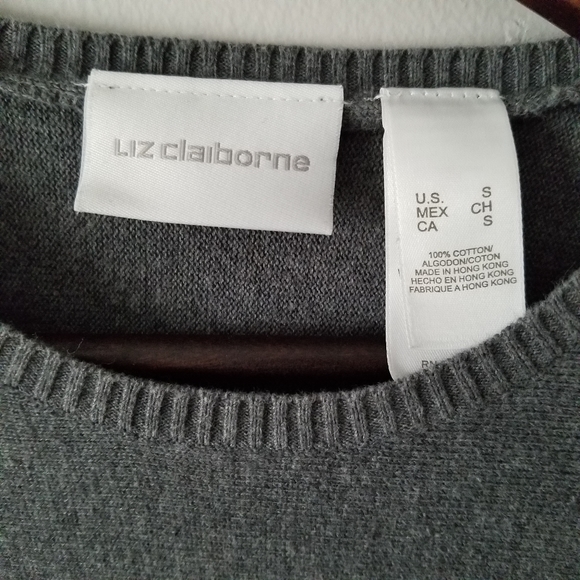 LIZ claiborne
U.S. S
MEX CH
CA S
100% COTTON/
ALGODON/COTON
MADE IN HONG KONG
HECHO EN HONG KONG
FABRIQUE A HONG KONG
RN